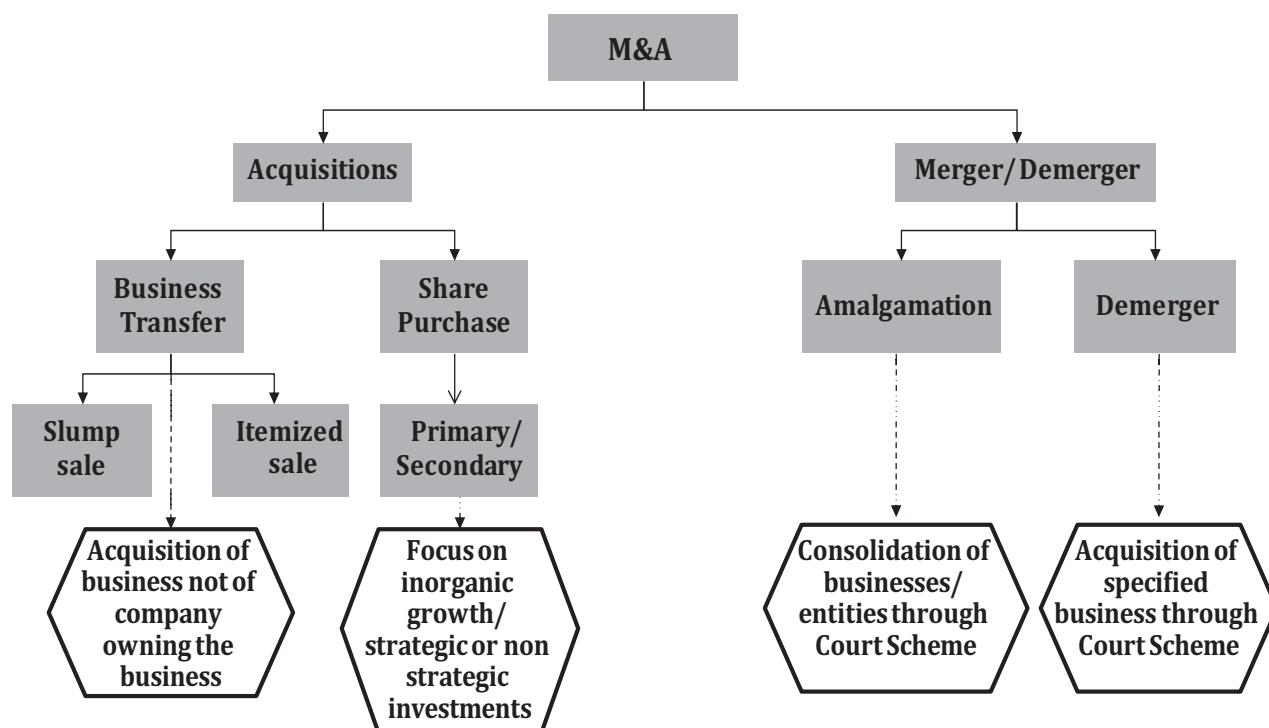 M&A
Acquisitions
Merger/ Demerger
Business
Transfer
Share
Purchase
Amalgamation
Demerger
Slump
sale
Itemized
sale
Primary/
Secondary
Acquisition of
business not of
company
owning the
business
Focus on
inorganic
growth/
strategic or non
strategic
investments
Consolidation of
businesses/
entities through
Court Scheme
Acquisition of
specified
business through
Court Scheme